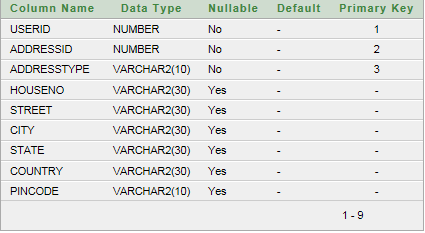 Column Name Data Type Nullable Default Primary Key
USERID NUMBER No - 1
ADDRESSID NUMBER No - 2
ADDRESSTYPE VARCHAR2(10) No - 3
HOUSENO VARCHAR2(30) Yes - -
STREET VARCHAR2(30) Yes - -
CITY VARCHAR2(30) Yes - -
STATE VARCHAR2(30) Yes - -
COUNTRY VARCHAR2(30) Yes - -
PINCODE VARCHAR2(10) Yes - -
1 - 9